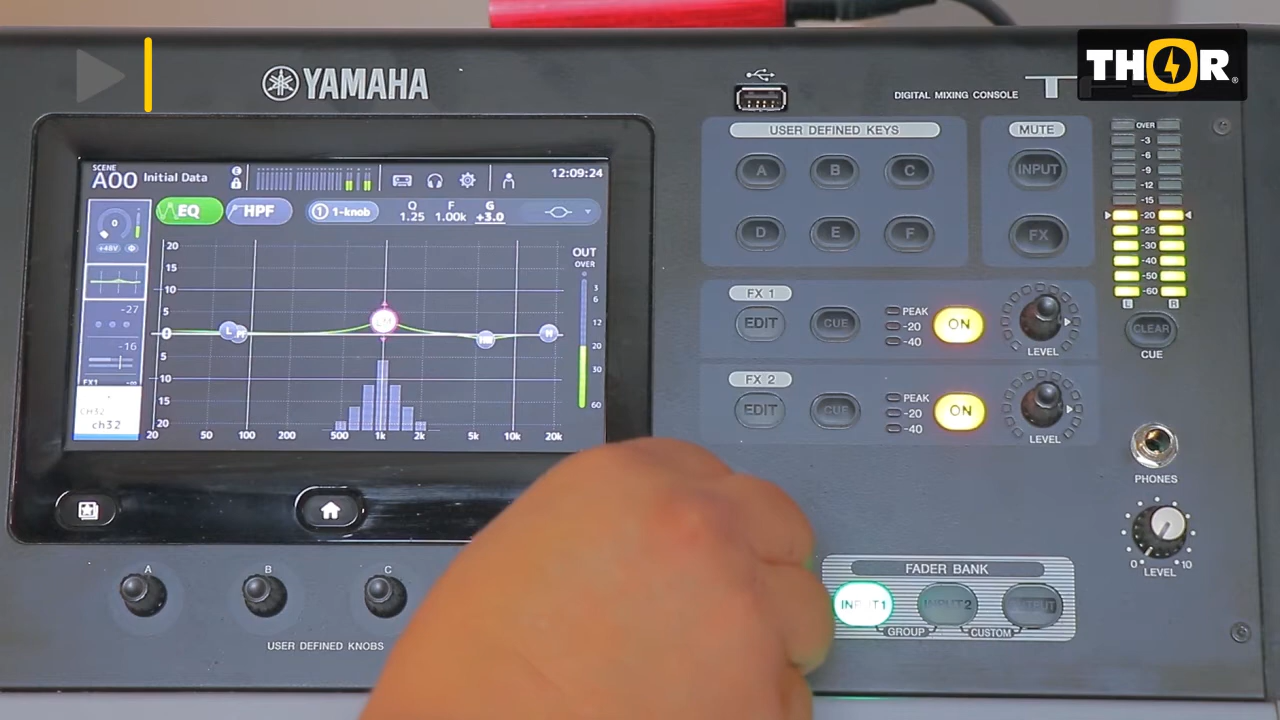 THOR
YAMAHA
DIGITAL MIXING CONSOLE
USER DEFINED KEYS
MUTE
A B C
INPUT
D E F
FX
OVER
-3
-6
-9
-12
-15
-20
-25
-30
-40
-50
-60
L R
CLEAR
CUE
SCENE
A00 Initial Data
12:09:24
EQ HPF 1 1-knob
Q F G
1.25 1.00k +3.0
0
+48V
-27
-16
FX1 -∞
CH32
ch32
20
15
10
5
0
5
10
15
20
20 50 100 200 500 1k 2k 5k 10k 20k
OUT
OVER
3
6
12
20
30
60
FX 1
EDIT CUE
PEAK
-20
-40
ON
LEVEL
FX 2
EDIT CUE
PEAK
-20
-40
ON
LEVEL
PHONES
0 10
LEVEL
A B C
USER DEFINED KNOBS
FADER BANK
INPUT1 INPUT2
GROUP CUSTOM